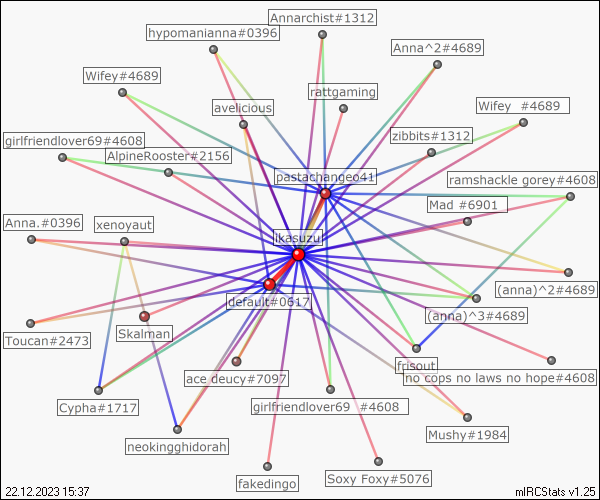 Annarchist#1312
hypomanianna#0396
Anna^2#4689
Wifey#4689
rattgaming
avelicious
Wifey #4689
zibbits#1312
girlfriendlover69#4608
AlpineRooster#2156
pastachangeo41
ramshackle gorey#4608
Mad #6901
Anna.#0396
xenoyaut
ikasuzu
(anna)^2#4689
default#0617
(anna)^3#4689
Skalman
Toucan#2473
frisout
no cops no laws no hope#4608
ace deucy#7097
Cypha#1717
girlfriendlover69 #4608
Mushy#1984
neokingghidorah
fakedingo
Soxy Foxy#5076
22.12.2023 15:37
mIRCStats v1.25